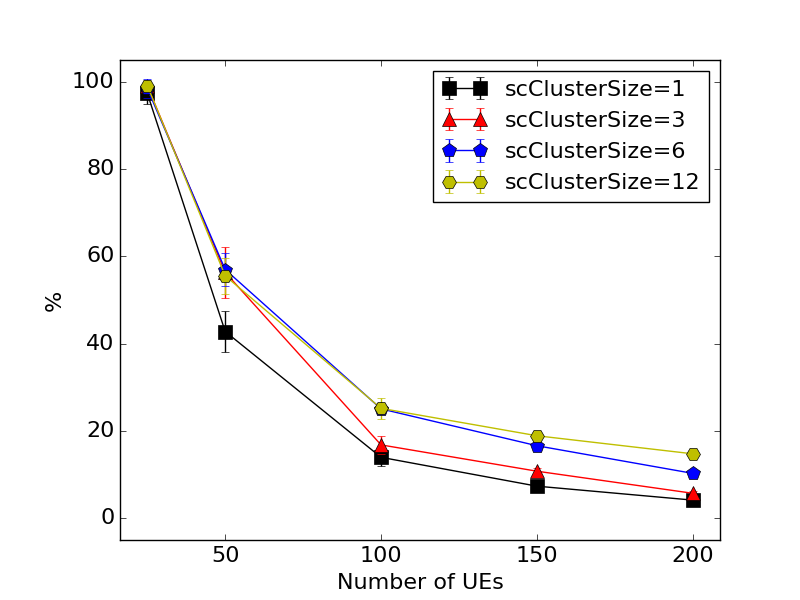 scClusterSize=1
scClusterSize=3
scClusterSize=6
scClusterSize=12
100
80
60
40
20
0
%
50 100 150 200
Number of UEs